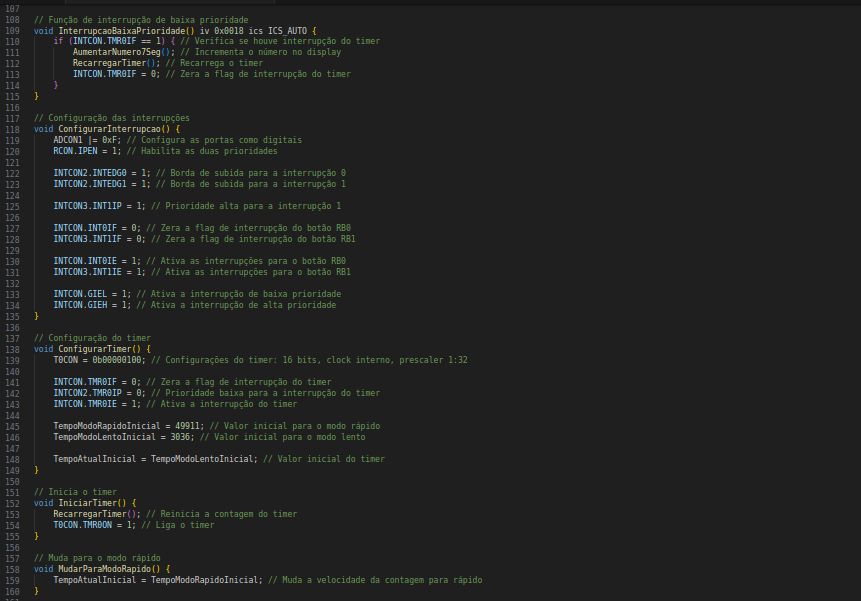 107
108 // Função de interrupção de baixa prioridade
109 void InterrupcaoBaixaPrioridade() iv 0x0018 ics ICS_AUTO {
110     if (INTCON.TMR0IF == 1) { // Verifica se houve interrupção do timer
111         AumentarNumero7Seg(); // Incrementa o número no display
112         RecarregarTimer(); // Recarrega o timer
113         INTCON.TMR0IF = 0; // Zera a flag de interrupção do timer
114     }
115 }
116
117 // Configuração das interrupções
118 void ConfigurarInterrupcao() {
119     ADCON1 |= 0xF; // Configura as portas como digitais
120     RCON.IPEN = 1; // Habilita as duas prioridades
121
122     INTCON2.INTEDG0 = 1; // Borda de subida para a interrupção 0
123     INTCON2.INTEDG1 = 1; // Borda de subida para a interrupção 1
124
125     INTCON3.INT1IP = 1; // Prioridade alta para a interrupção 1
126
127     INTCON.INT0IF = 0; // Zera a flag de interrupção do botão RB0
128     INTCON3.INT1IF = 0; // Zera a flag de interrupção do botão RB1
129
130     INTCON.INT0IE = 1; // Ativa as interrupções para o botão RB0
131     INTCON3.INT1IE = 1; // Ativa as interrupções para o botão RB1
132
133     INTCON.GIEL = 1; // Ativa a interrupção de baixa prioridade
134     INTCON.GIEH = 1; // Ativa a interrupção de alta prioridade
135 }
136
137 // Configuração do timer
138 void ConfigurarTimer() {
139     T0CON = 0b00000100; // Configurações do timer: 16 bits, clock interno, prescaler 1:32
140
141     INTCON.TMR0IF = 0; // Zera a flag de interrupção do timer
142     INTCON2.TMR0IP = 0; // Prioridade baixa para a interrupção do timer
143     INTCON.TMR0IE = 1; // Ativa a interrupção do timer
144
145     TempoModoRapidoInicial = 49911; // Valor inicial para o modo rápido
146     TempoModoLentoInicial = 3036; // Valor inicial para o modo lento
147
148     TempoAtualInicial = TempoModoLentoInicial; // Valor inicial do timer
149 }
150
151 // Inicia o timer
152 void IniciarTimer() {
153     RecarregarTimer(); // Reinicia a contagem do timer
154     T0CON.TMR0ON = 1; // Liga o timer
155 }
156
157 // Muda para o modo rápido
158 void MudarParaModoRapido() {
159     TempoAtualInicial = TempoModoRapidoInicial; // Muda a velocidade da contagem para rápido
160 }